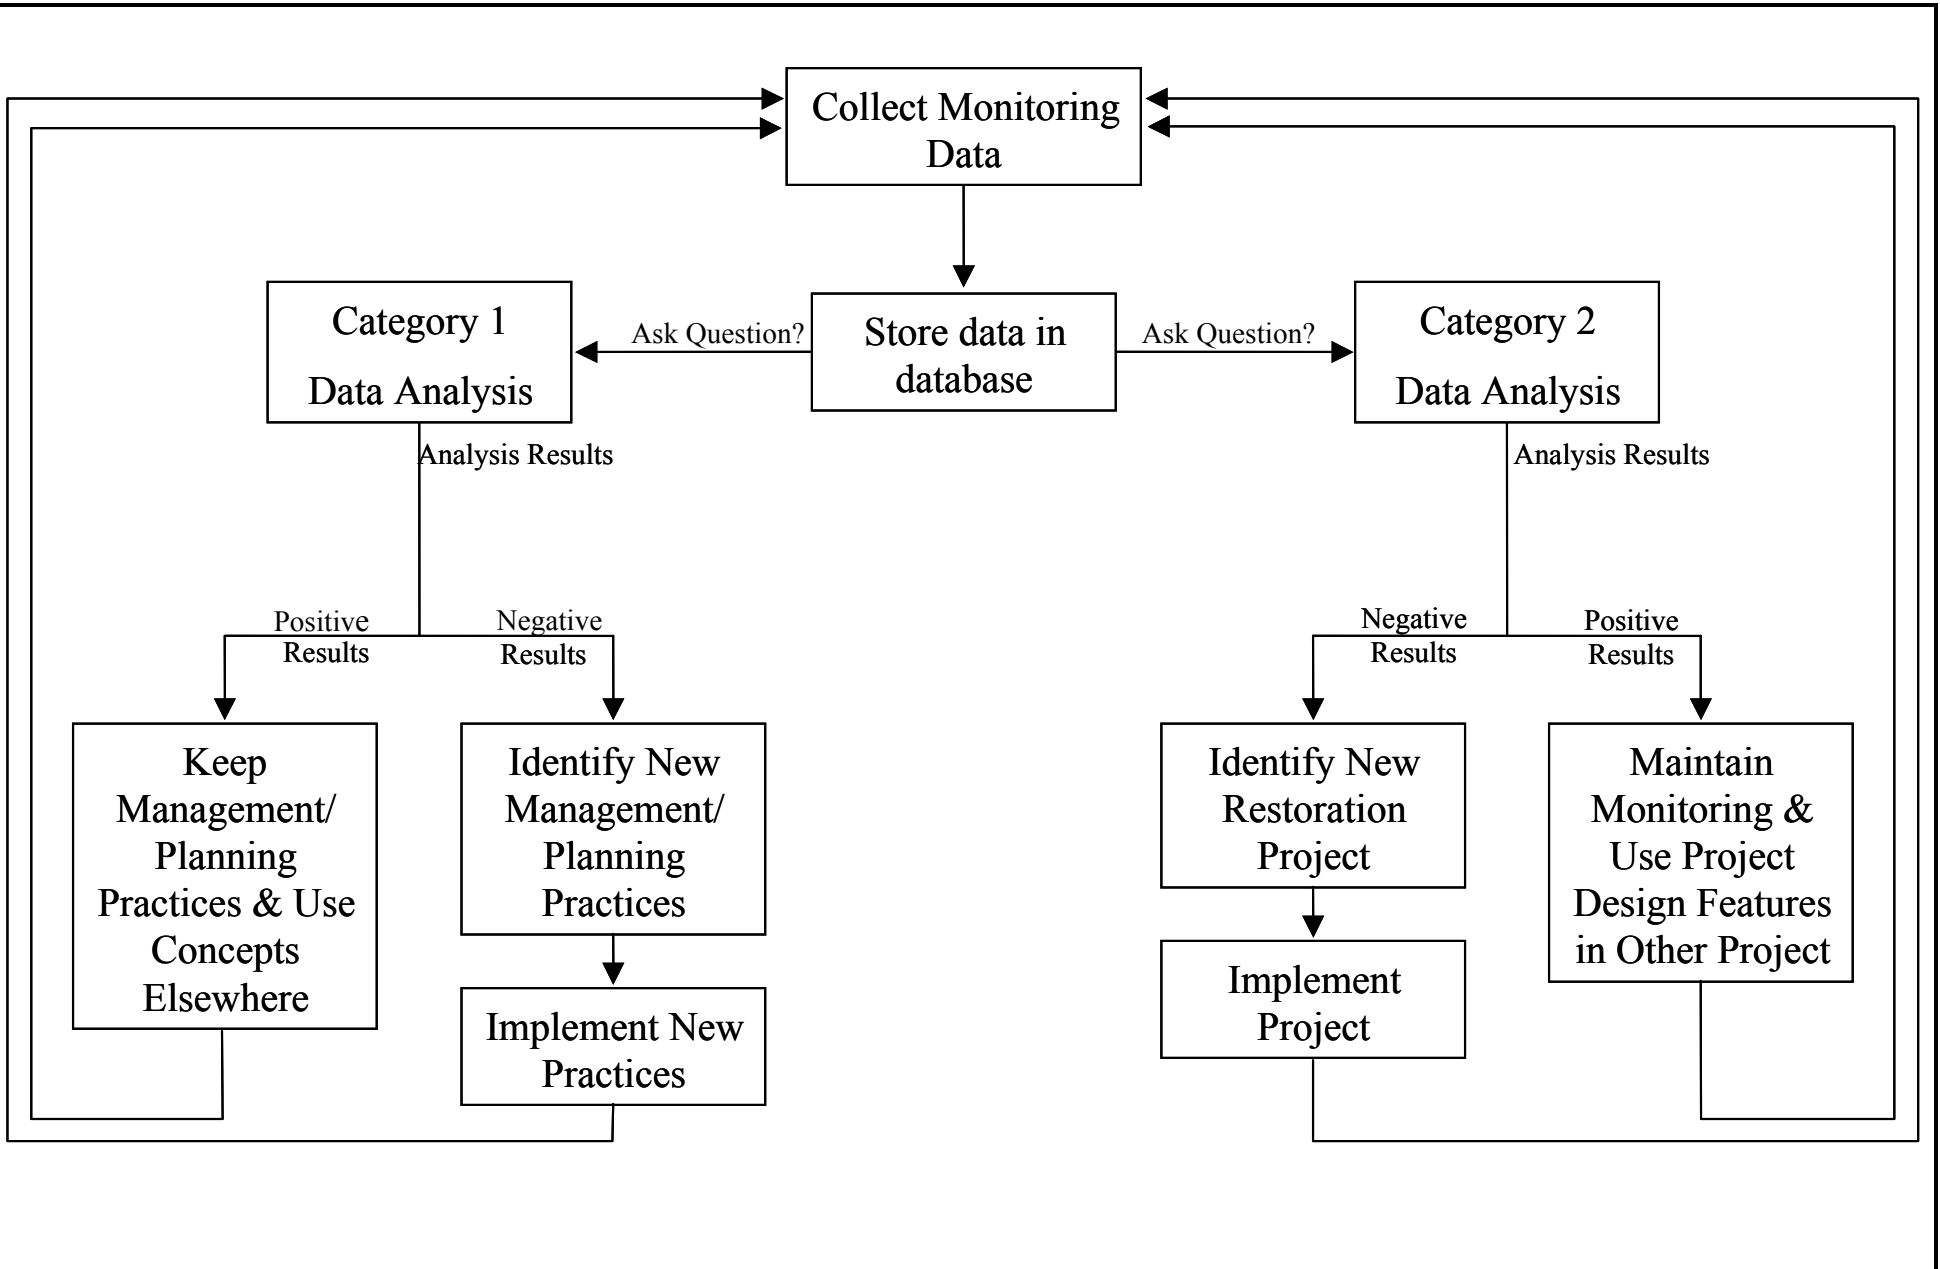 Collect Monitoring
Data
Category 1
Data Analysis
Ask Question?
Store data in
database
Ask Question?
Category 2
Data Analysis
Analysis Results
Analysis Results
Positive
Results
Negative
Results
Negative
Results
Positive
Results
Keep
Management/
Planning
Practices & Use
Concepts
Elsewhere
Identify New
Management/
Planning
Practices
Implement New
Practices
Identify New
Restoration
Project
Implement
Project
Maintain
Monitoring &
Use Project
Design Features
in Other Project